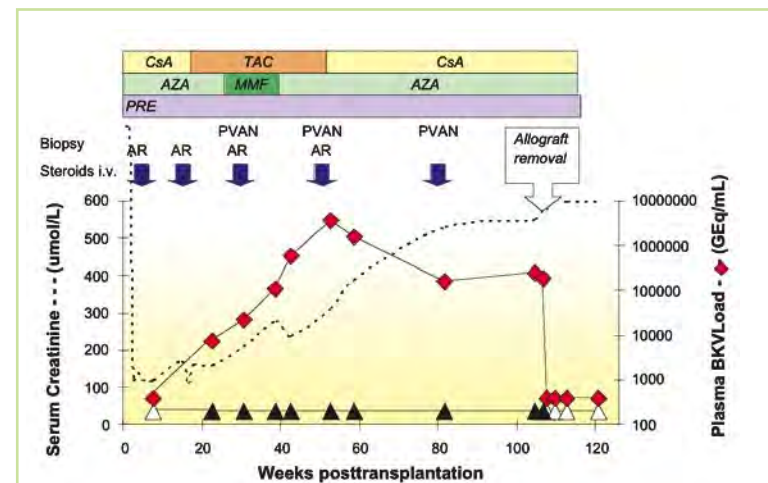 CsA TAC CsA
AZA MMF AZA
PRE
Biopsy PVAN PVAN PVAN Allograft
AR AR AR AR removal
Steroids i.v.
600 10000000
500 1000000
400 100000
300 10000
200
100 1000
0 100
0 20 40 60 80 100 120
Weeks posttransplantation
Serum Creatinine - - - (umol/L)
Plasma BKVLoad - (GEq/mL)